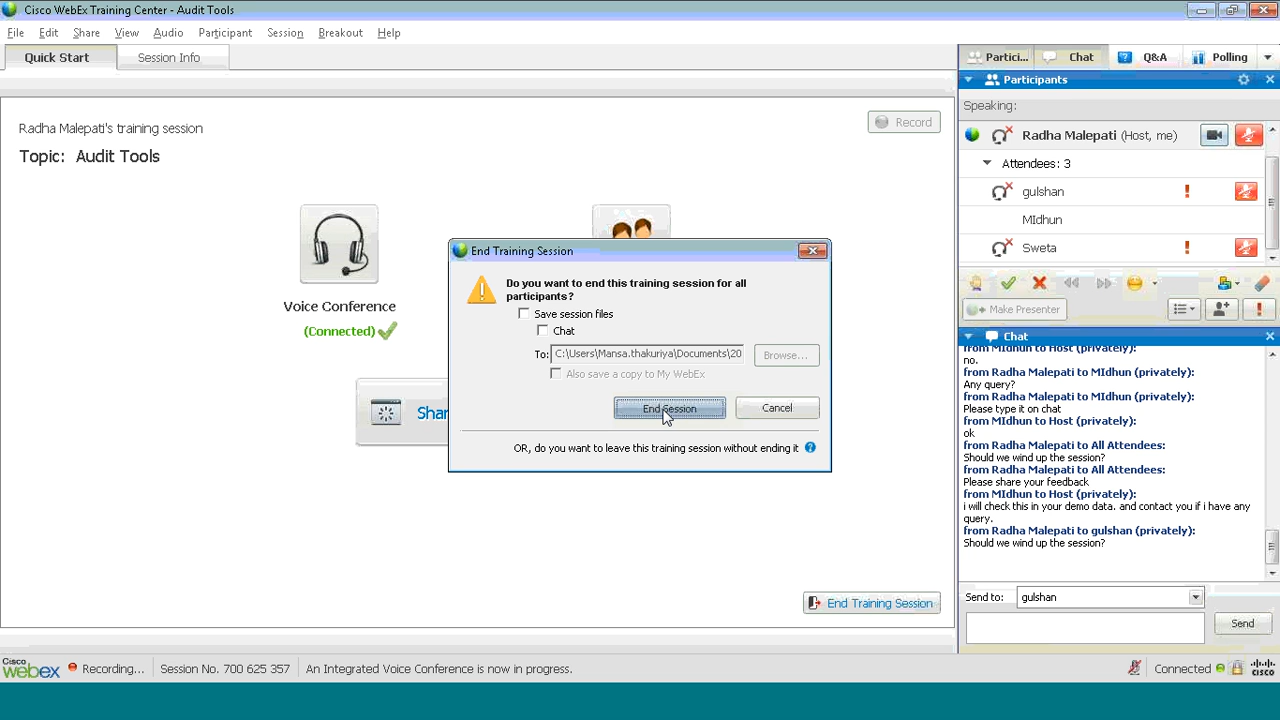 Cisco WebEx Training Center - Audit Tools
File Edit Share View Audio Participant Session Breakout Help
Quick Start Session Info
Partici... Chat Q&A Polling
Participants
Speaking:
Radha Malepati (Host, me)
Attendees: 3
gulshan
MIdhun
Sweta
Make Presenter
Radha Malepati's training session
Record
Topic: Audit Tools
Voice Conference
(Connected)
Shar
End Training Session
Do you want to end this training session for all
participants?
Save session files
Chat
To: C:\Users\Mansa.thakuriya\Documents\20 Browse...
Also save a copy to My WebEx
End Session Cancel
OR, do you want to leave this training session without ending it
End Training Session
Chat
from MIdhun to Host (privately):
no.
from Radha Malepati to MIdhun (privately):
Any query?
from Radha Malepati to MIdhun (privately):
Please type it on chat
from MIdhun to Host (privately):
ok
from Radha Malepati to All Attendees:
Should we wind up the session?
from Radha Malepati to All Attendees:
Please share your feedback
from MIdhun to Host (privately):
i will check this in your demo data. and contact you if i have any
query.
from Radha Malepati to gulshan (privately):
Should we wind up the session?
Send to: gulshan
Send
Cisco
webex Recording... Session No. 700 625 357 An Integrated Voice Conference is now in progress. Connected
cisco